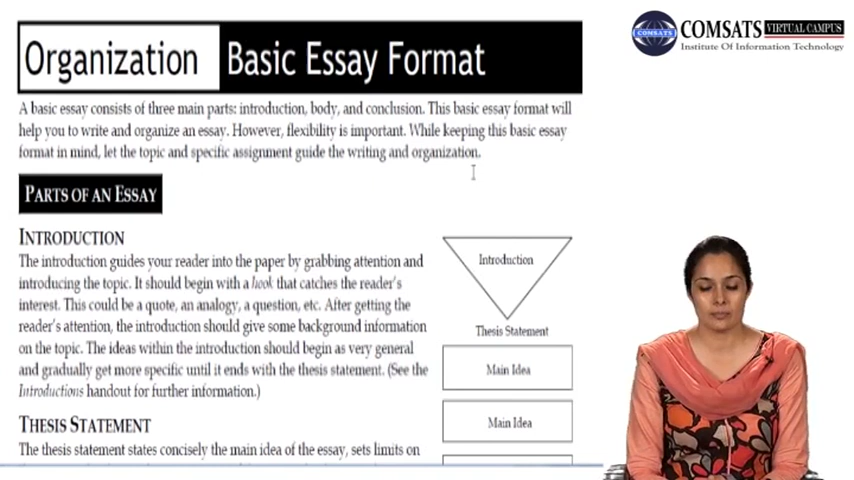 Organization Basic Essay Format
A basic essay consists of three main parts: introduction, body, and conclusion. This basic essay format will
help you to write and organize an essay. However, flexibility is important. While keeping this basic essay
format in mind, let the topic and specific assignment guide the writing and organization.
PARTS OF AN ESSAY
INTRODUCTION
The introduction guides your reader into the paper by grabbing attention and
introducing the topic. It should begin with a hook that catches the reader's
interest. This could be a quote, an analogy, a question, etc. After getting the
reader's attention, the introduction should give some background information
on the topic. The ideas within the introduction should begin as very general
and gradually get more specific until it ends with the thesis statement. (See the
Introductions handout for further information.)
THESIS STATEMENT
The thesis statement states concisely the main idea of the essay, sets limits on
Introduction
Thesis Statement
Main Idea
Main Idea
COMSATS
COMSATS VIRTUAL CAMPUS
Institute Of Information Technology